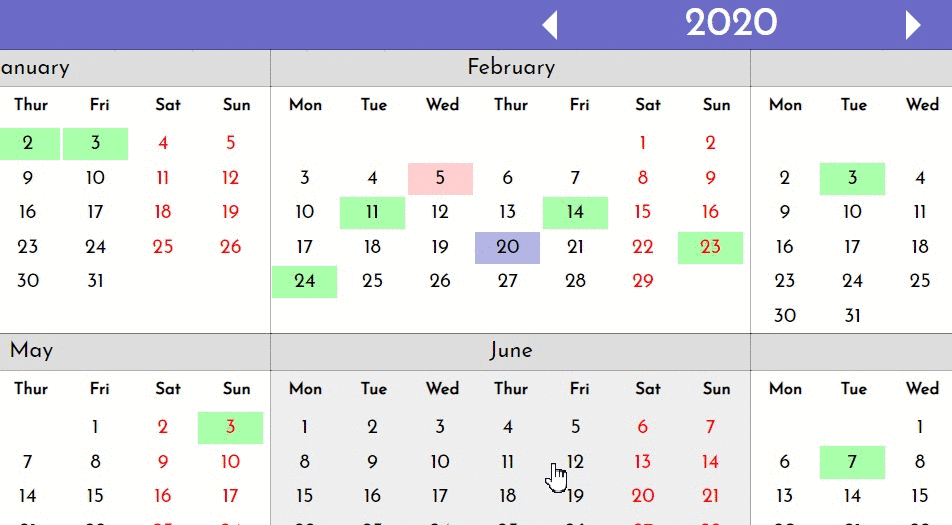 2020
anuary February
Thur Fri Sat Sun Mon Tue Wed Thur Fri Sat Sun Mon Tue Wed
2 3 4 5 1 2
9 10 11 12 3 4 5 6 7 8 9 2 3 4
16 17 18 19 10 11 12 13 14 15 16 9 10 11
23 24 25 26 17 18 19 20 21 22 23 16 17 18
30 31 24 25 26 27 28 29 23 24 25
30 31
May June
Thur Fri Sat Sun Mon Tue Wed Thur Fri Sat Sun Mon Tue Wed
1 2 3 1 2 3 4 5 6 7 1
7 8 9 10 8 9 10 11 12 13 14 6 7 8
14 15 16 17 15 16 17 18 19 20 21 13 14 15